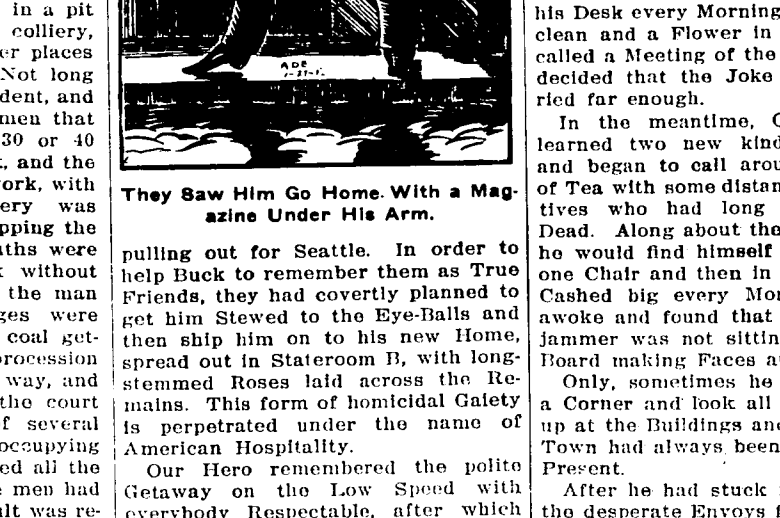 in a pit
colliery,
er places
Not long
dent, and
men that
30 or 40
, and the
ork, with
ery was
pping the
aths were
without
the man
ges were
coal get-
procession
way, and
the court
f several
occupying
ed all the
men had
lt was re-
ADE
They Saw Him Go Home With a Mag-
azine Under His Arm.
pulling out for Seattle. In order to
help Buck to remember them as True
Friends, they had covertly planned to
get him Stewed to the Eye-Balls and
then ship him on to his new Home,
spread out in Stateroom B, with long-
stemmed Roses laid across the Re-
mains. This form of homicidal Gaiety
is perpetrated under the name of
American Hospitality.
Our Hero remembered the polite
Getaway on the Low Speed with
everybody Respectable, after which
his Desk every Morning
clean and a Flower in
called a Meeting of the
decided that the Joke
ried far enough.
In the meantime,
learned two new kind
and began to call arou
of Tea with some distan
tives who had long
Dead. Along about the
he would find himself
one Chair and then in
Cashed big every Mor
awoke and found that
jammer was not sittin
Board making Faces a
Only, sometimes he
a Corner and look all
up at the Buildings and
Town had always been
Present.
After he had stuck
the desperate Envoys